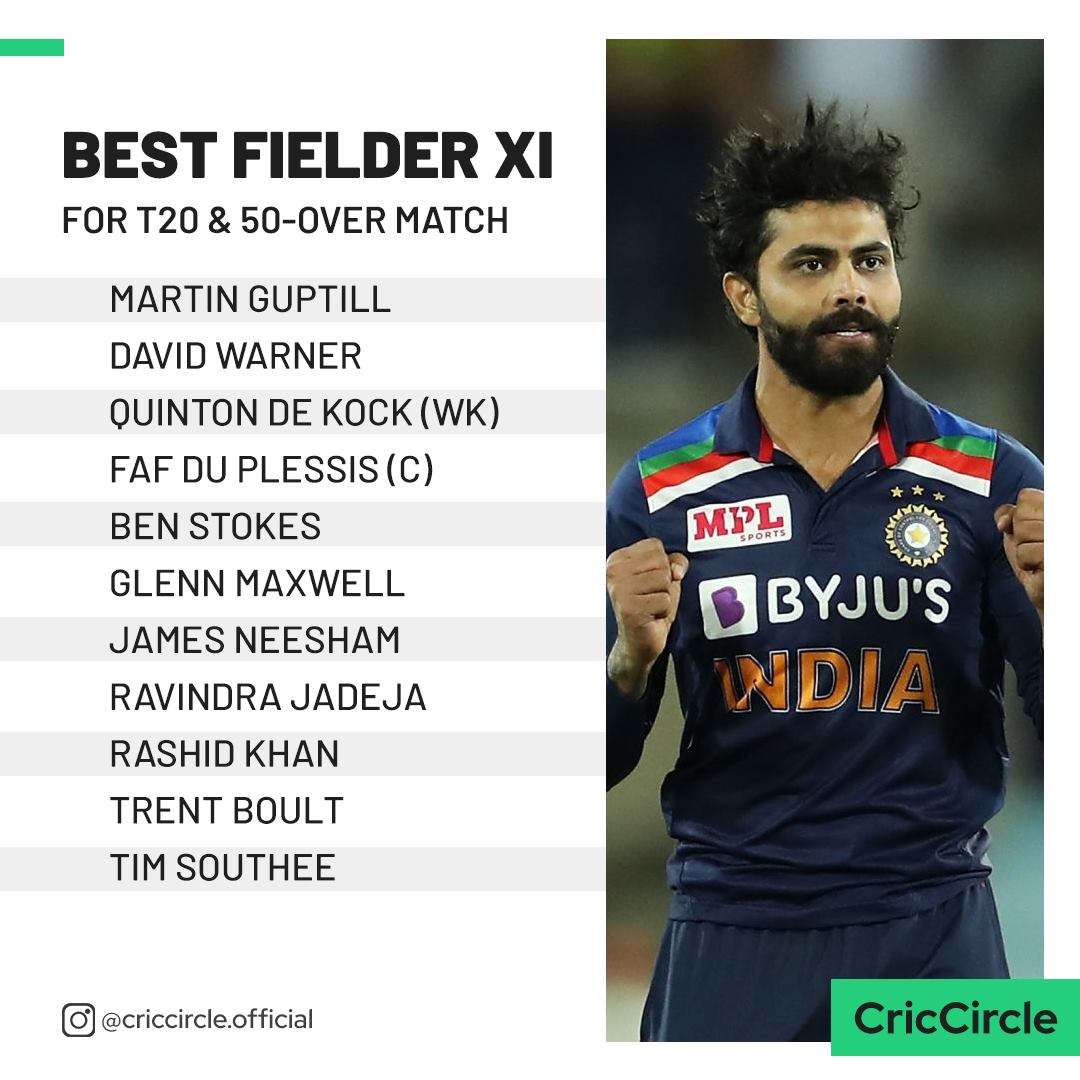 BEST FIELDER XI
FOR T20 & 50-OVER MATCH
MARTIN GUPTILL
DAVID WARNER
QUINTON DE KOCK (WK)
FAF DU PLESSIS (C)
BEN STOKES
GLENN MAXWELL
JAMES NEESHAM
RAVINDRA JADEJA
RASHID KHAN
TRENT BOULT
TIM SOUTHEE
@criccircle.official
MPL
SPORTS
B BYJU'S
INDIA
CricCircle